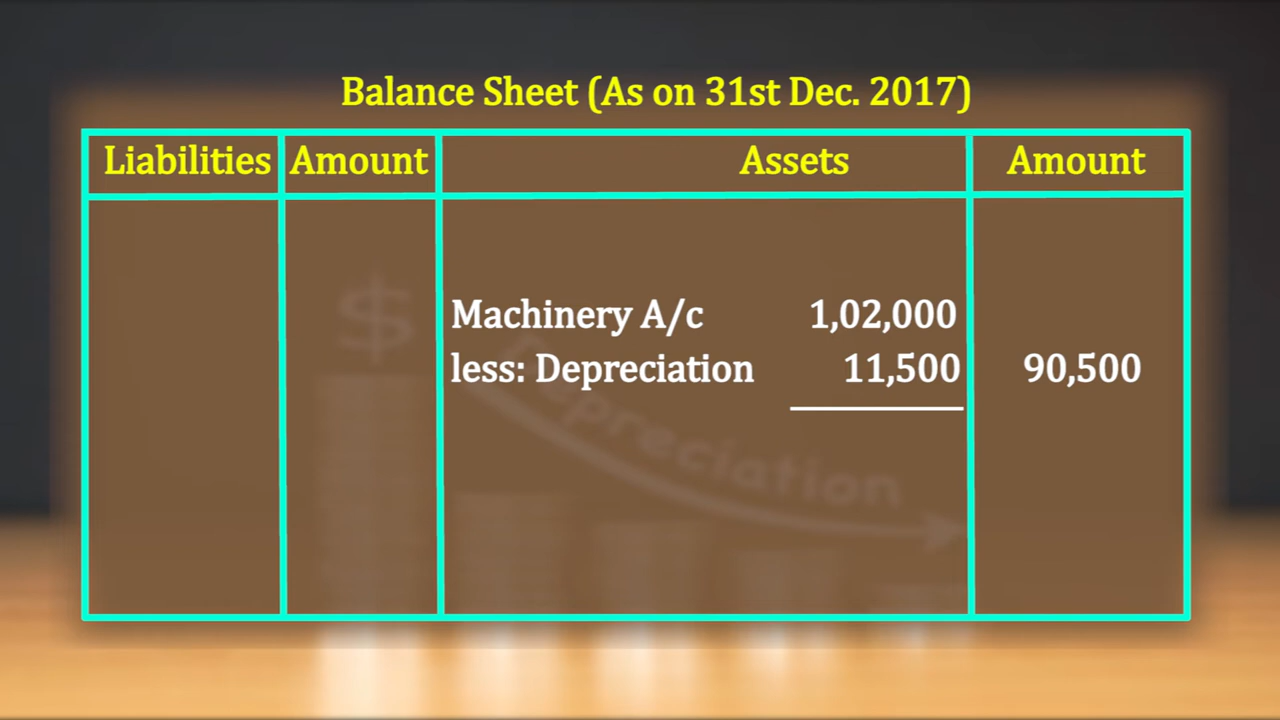 Balance Sheet (As on 31st Dec. 2017)
Liabilities Amount Assets Amount
Machinery A/c 1,02,000
less: Depreciation 11,500 90,500
Depreciation
$